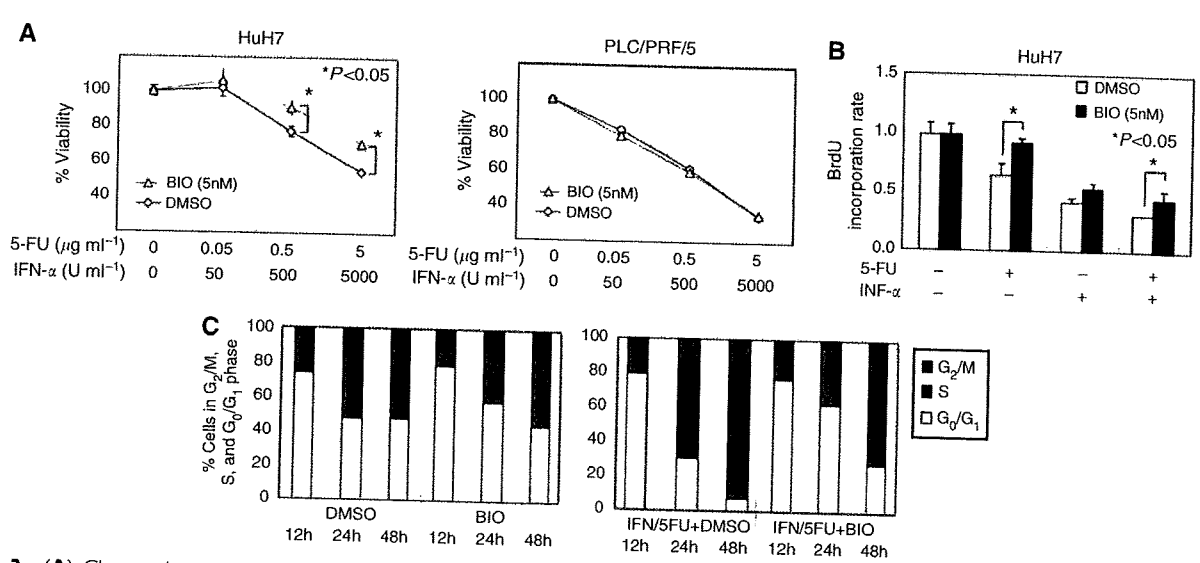 A
HuH7
*P<0.05
*
*
% Viability
100
80
60
40
BIO (5nM)
DMSO
5-FU (μg ml⁻¹) 0 0.05 0.5 5
IFN-α (U ml⁻¹) 0 50 500 5000
PLC/PRF/5
% Viability
100
80
60
40
BIO (5nM)
DMSO
5-FU (μg ml⁻¹) 0 0.05 0.5 5
IFN-α (U ml⁻¹) 0 50 500 5000
B
HuH7
BrdU
incorporation rate
1.5
1.0
0.5
0.0
DMSO
BIO (5nM)
*P<0.05
*
*
5-FU – + – +
INF-α – – + +
C
% Cells in G₂/M,
S, and G₀/G₁ phase
100
80
60
40
20
0
DMSO BIO
12h 24h 48h 12h 24h 48h
100
80
60
40
20
0
IFN/5FU+DMSO IFN/5FU+BIO
12h 24h 48h 12h 24h 48h
G₂/M
S
G₀/G₁
(A)